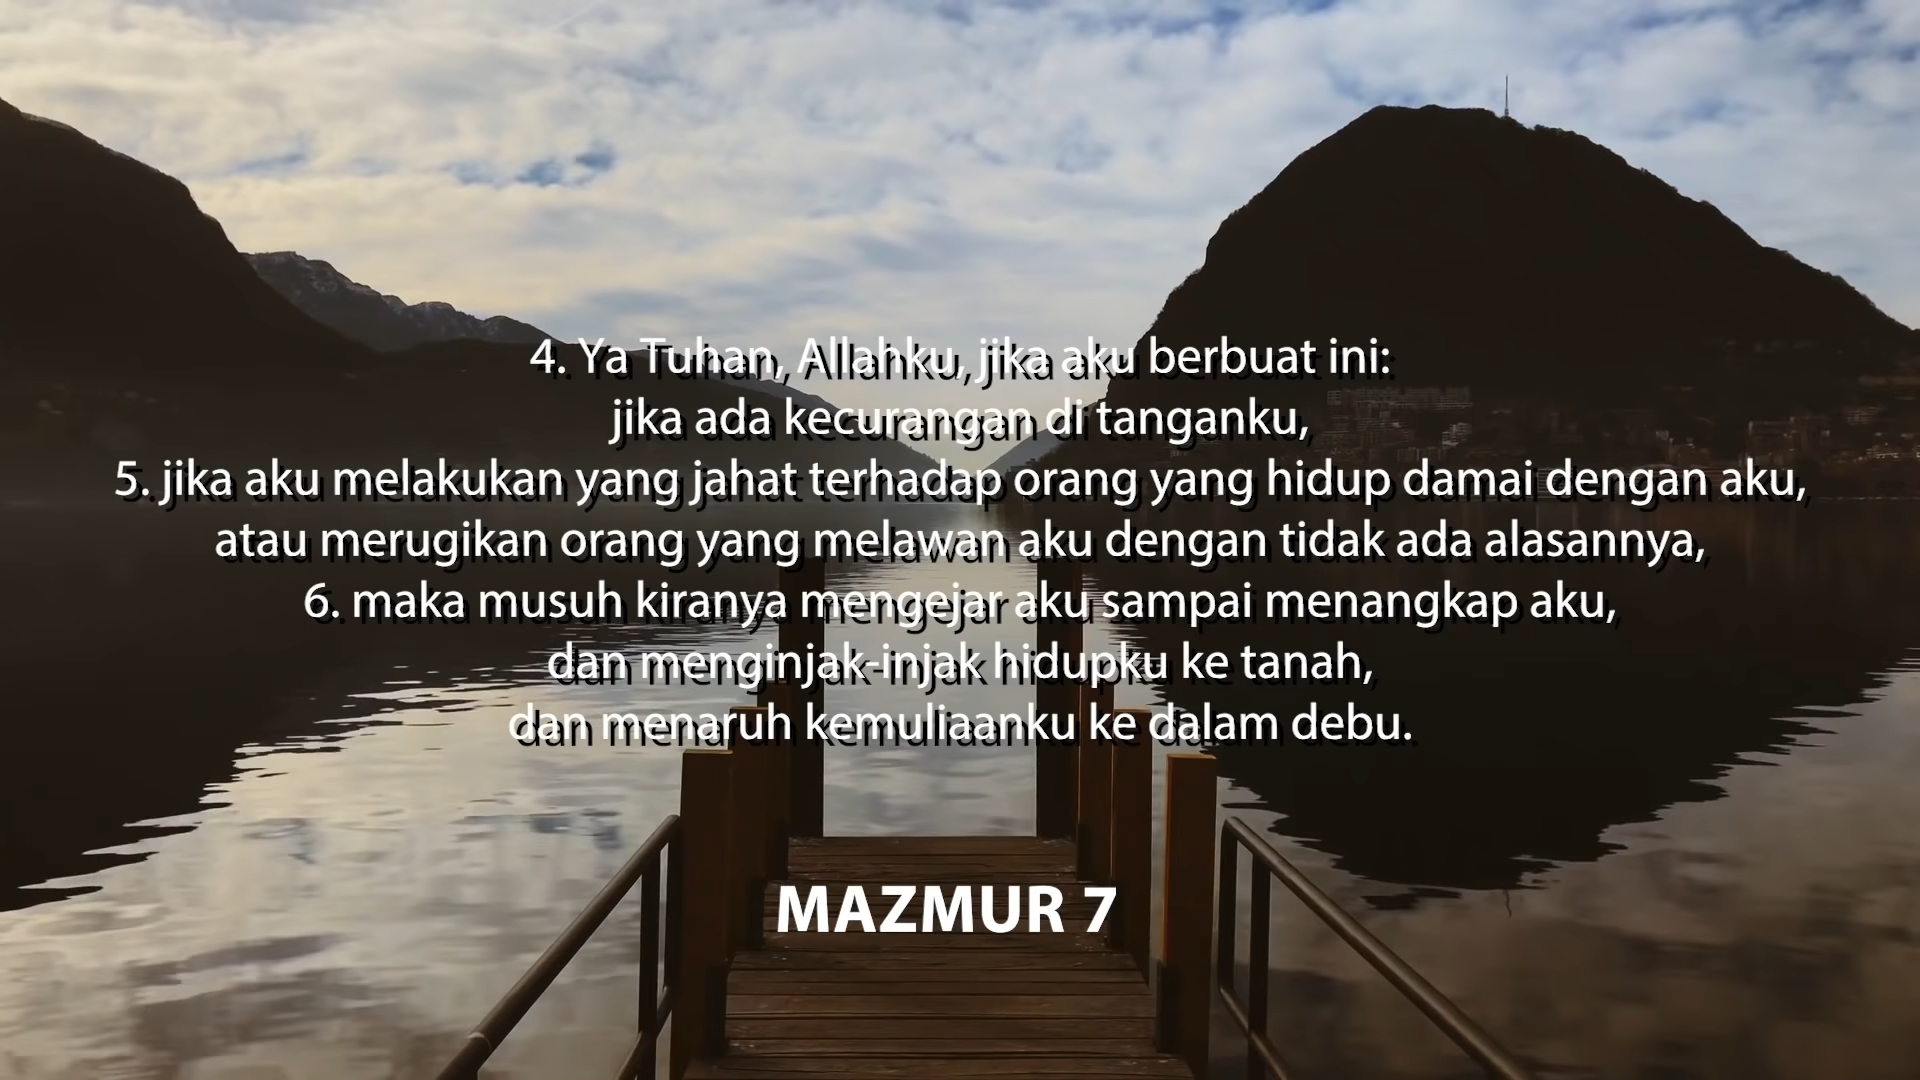 4. Ya Tuhan, Allahku, jika aku berbuat ini:
jika ada kecurangan di tanganku,
5. jika aku melakukan yang jahat terhadap orang yang hidup damai dengan aku,
atau merugikan orang yang melawan aku dengan tidak ada alasannya,
6. maka musuh kiranya mengejar aku sampai menangkap aku,
dan menginjak-injak hidupku ke tanah,
dan menaruh kemuliaanku ke dalam debu.
MAZMUR 7